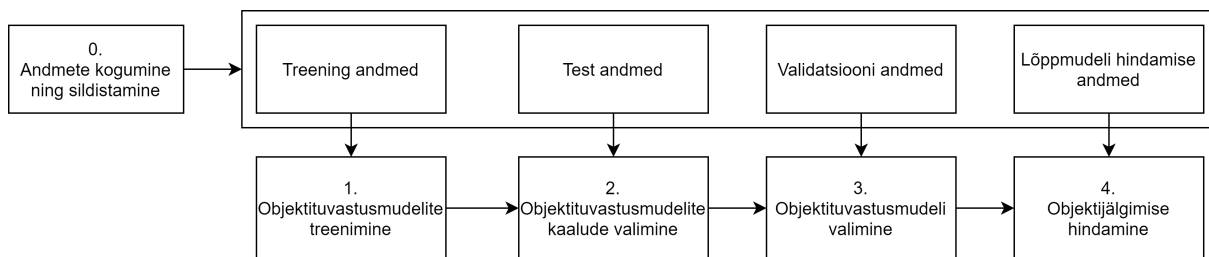 0.
Andmete kogumine
ning sildistamine
Treening andmed
Test andmed
Validatsiooni andmed
Lõppmudeli hindamise
andmed
1.
Objektituvastusmudelite
treenimine
2.
Objektituvastusmudelite
kaalude valimine
3.
Objektituvastusmudeli
valimine
4.
Objektijälgimise
hindamine